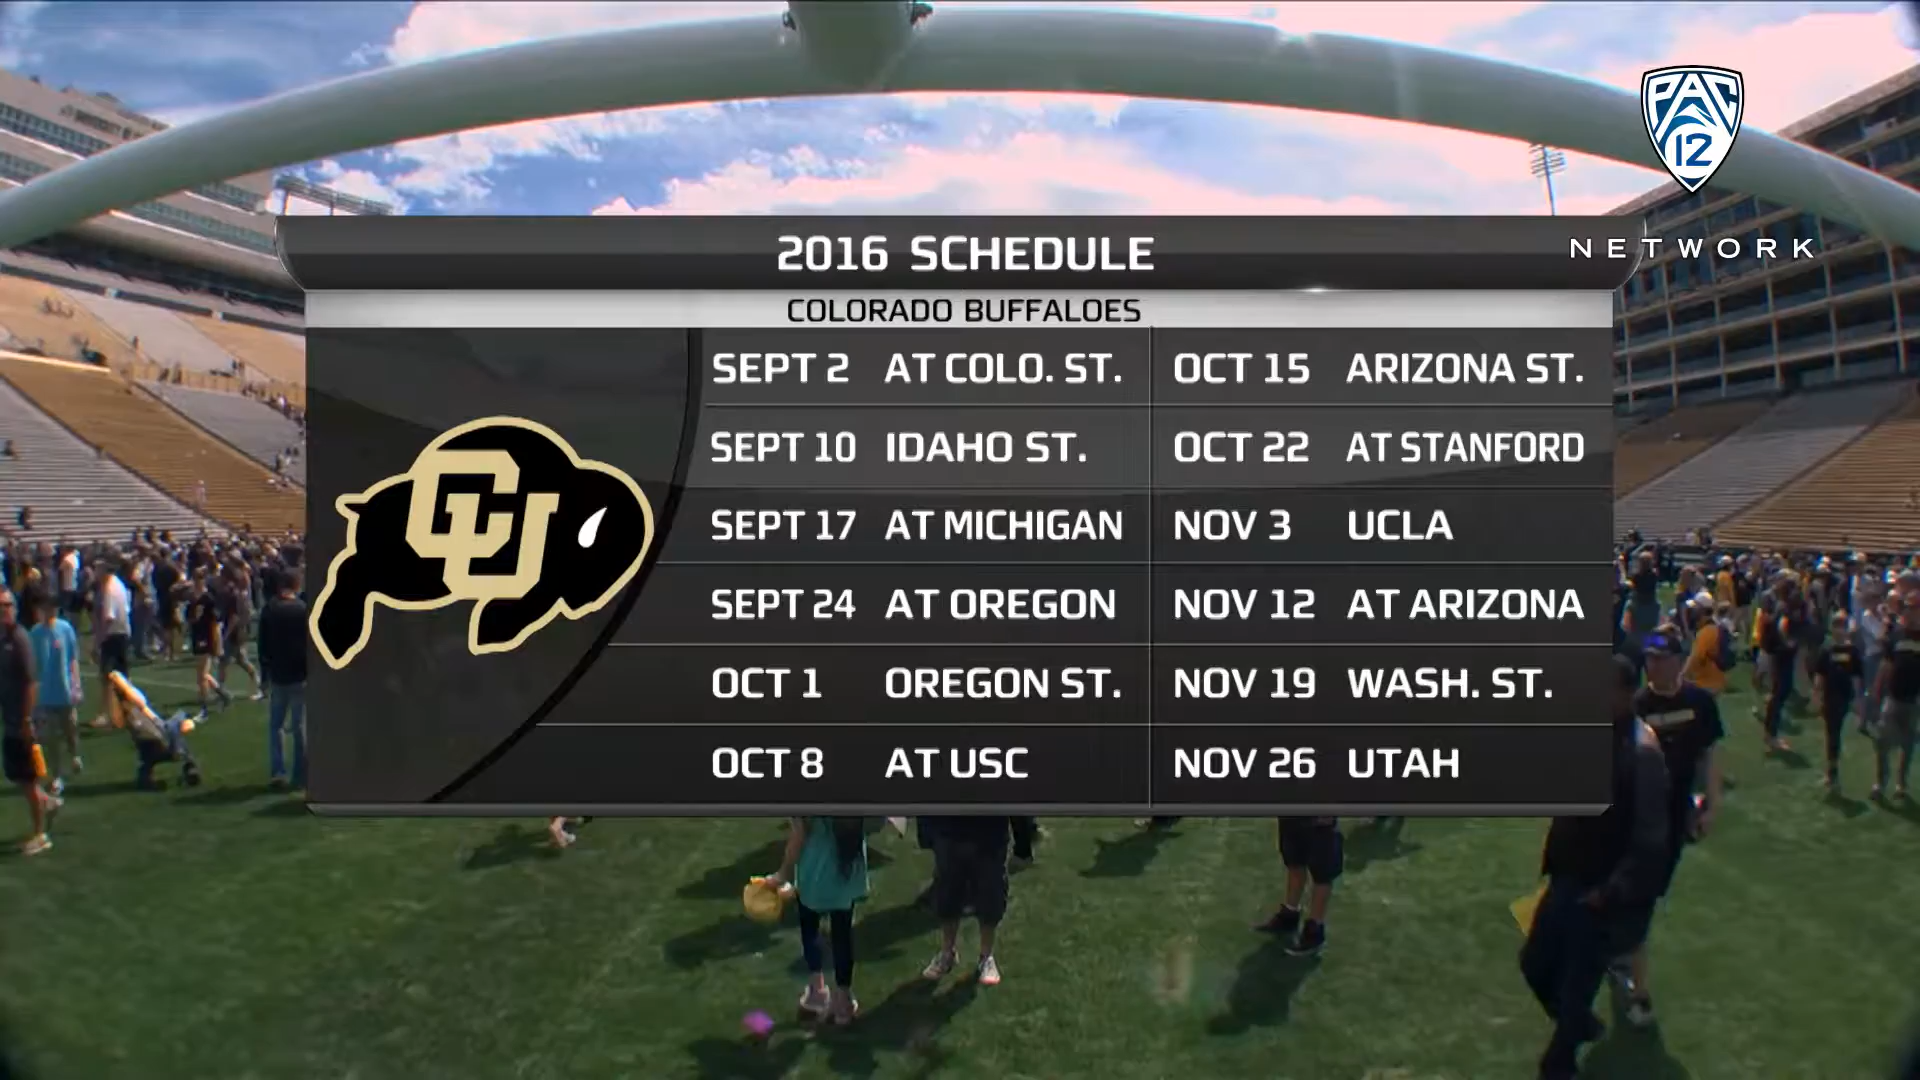 PAC
12
NETWORK
2016 SCHEDULE
COLORADO BUFFALOES
CU
SEPT 2 AT COLO. ST.
SEPT 10 IDAHO ST.
SEPT 17 AT MICHIGAN
SEPT 24 AT OREGON
OCT 1 OREGON ST.
OCT 8 AT USC
OCT 15 ARIZONA ST.
OCT 22 AT STANFORD
NOV 3 UCLA
NOV 12 AT ARIZONA
NOV 19 WASH. ST.
NOV 26 UTAH